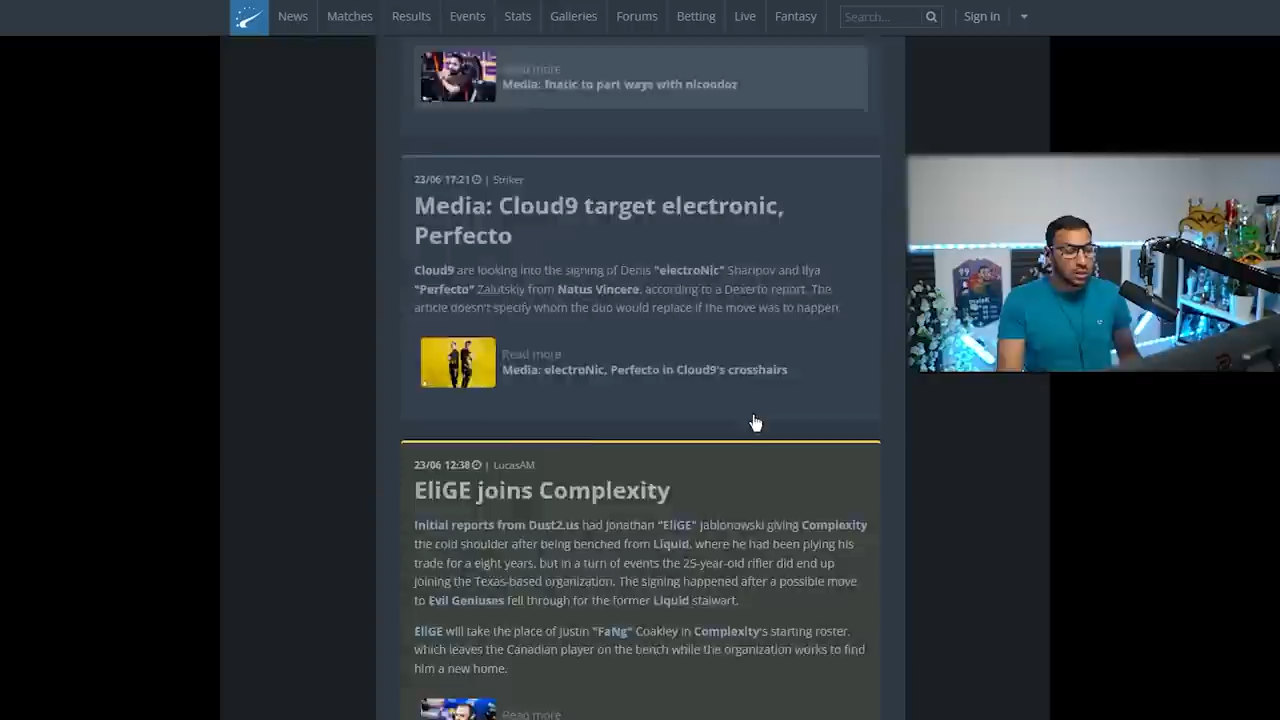 News Matches Results Events Stats Galleries Forums Betting Live Fantasy Search... Sign in
Read more
Media: fnatic to part ways with nicoodoz
23/06 17:21 | Striker
Media: Cloud9 target electronic,
Perfecto
Cloud9 are looking into the signing of Denis "electroNic" Sharipov and Ilya
"Perfecto" Zalutskiy from Natus Vincere, according to a Dexerto report. The
article doesn't specify whom the duo would replace if the move was to happen.
Read more
Media: electroNic, Perfecto in Cloud9's crosshairs
23/06 12:38 | LucasAM
EliGE joins Complexity
Initial reports from Dust2.us had Jonathan "EliGE" Jablonowski giving Complexity
the cold shoulder after being benched from Liquid, where he had been plying his
trade for a eight years, but in a turn of events the 25-year-old rifler did end up
joining the Texas-based organization. The signing happened after a possible move
to Evil Geniuses fell through for the former Liquid stalwart.
EliGE will take the place of Justin "FaNg" Coakley in Complexity's starting roster,
which leaves the Canadian player on the bench while the organization works to find
him a new home.
Read more
99